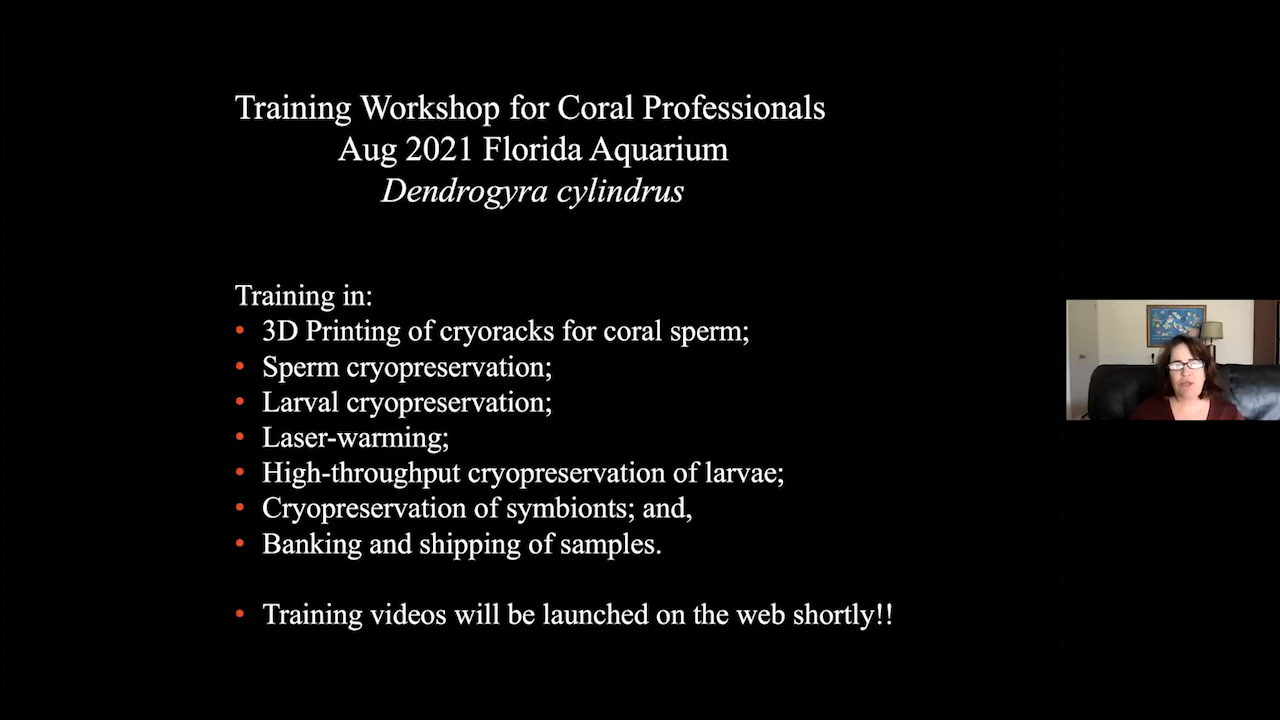 Training Workshop for Coral Professionals
Aug 2021 Florida Aquarium
Dendrogyra cylindrus
Training in:
• 3D Printing of cryoracks for coral sperm;
• Sperm cryopreservation;
• Larval cryopreservation;
• Laser-warming;
• High-throughput cryopreservation of larvae;
• Cryopreservation of symbionts; and,
• Banking and shipping of samples.
• Training videos will be launched on the web shortly!!